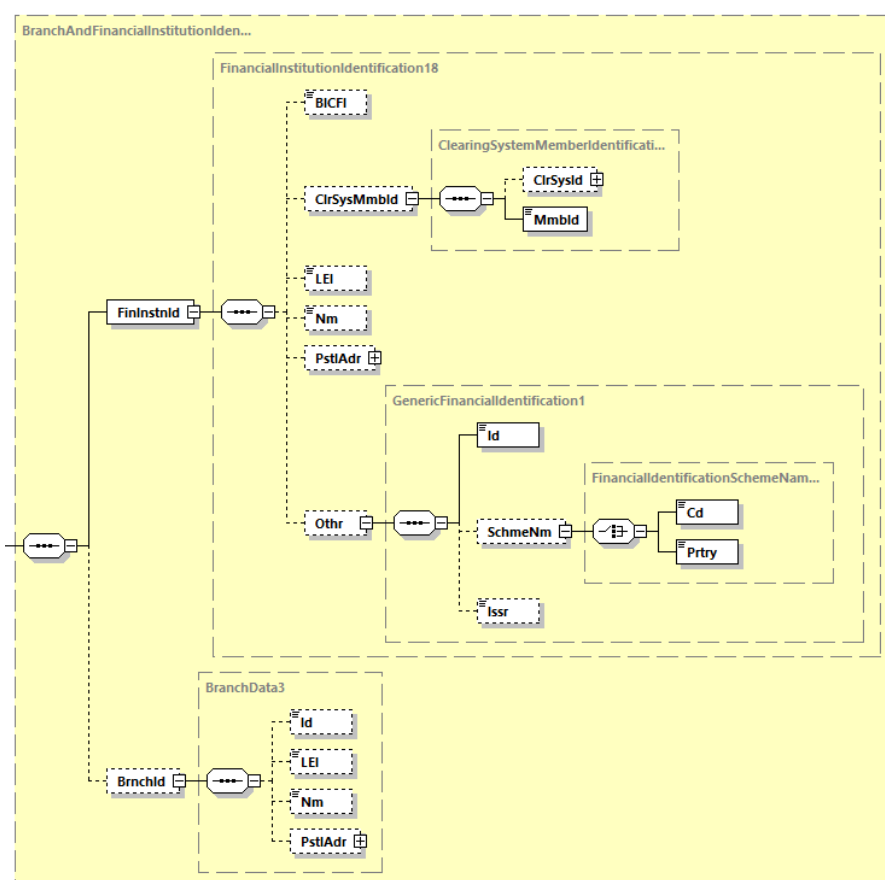 BranchAndFinancialInstitutionIden...
FinancialInstitutionIdentification18
BICFI
ClearingSystemMemberIdentificati...
ClrSysId
ClrSysMmbId
MmbId
LEI
FinInstnId
Nm
PstlAdr
GenericFinancialIdentification1
Id
FinancialIdentificationSchemeNam...
Cd
Othr
SchmeNm
Prtry
Issr
BranchData3
Id
LEI
BrnchId
Nm
PstlAdr